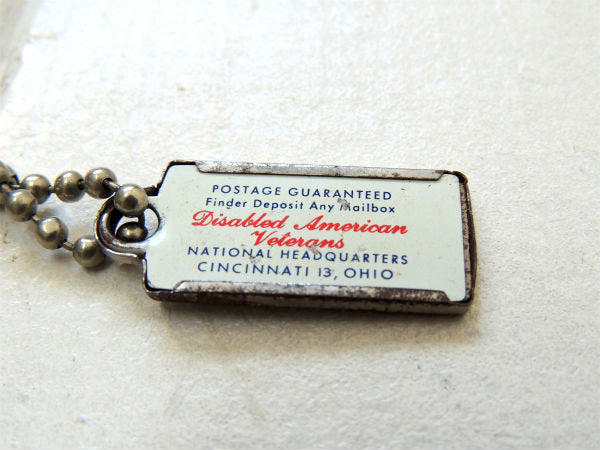 POSTAGE GUARANTEED
Finder Deposit Any Mailbox
Disabled American
Veterans
NATIONAL HEADQUARTERS
CINCINNATI 13, OHIO